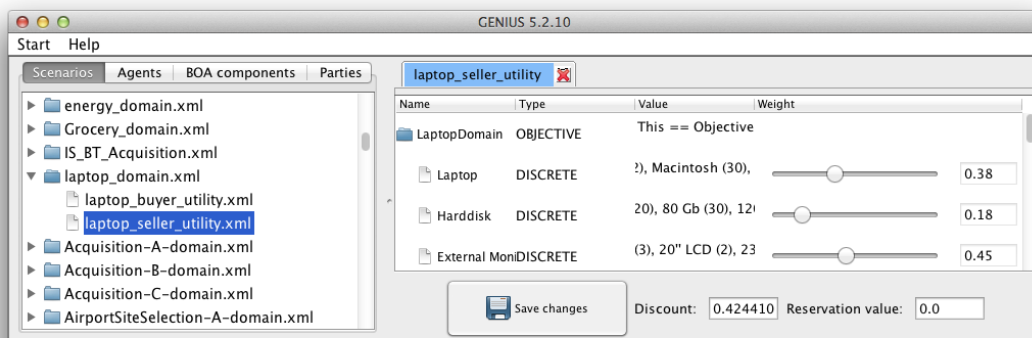 GENIUS 5.2.10
Start Help
Scenarios Agents BOA components Parties
energy_domain.xml
Grocery_domain.xml
IS_BT_Acquisition.xml
laptop_domain.xml
laptop_buyer_utility.xml
laptop_seller_utility.xml
Acquisition-A-domain.xml
Acquisition-B-domain.xml
Acquisition-C-domain.xml
AirportSiteSelection-A-domain.xml
laptop_seller_utility
Name Type Value Weight
LaptopDomain OBJECTIVE This == Objective
Laptop DISCRETE 2), Macintosh (30), 0.38
Harddisk DISCRETE 20), 80 Gb (30), 12 0.18
External Moni DISCRETE (3), 20" LCD (2), 23 0.45
Save changes Discount: 0.424410 Reservation value: 0.0